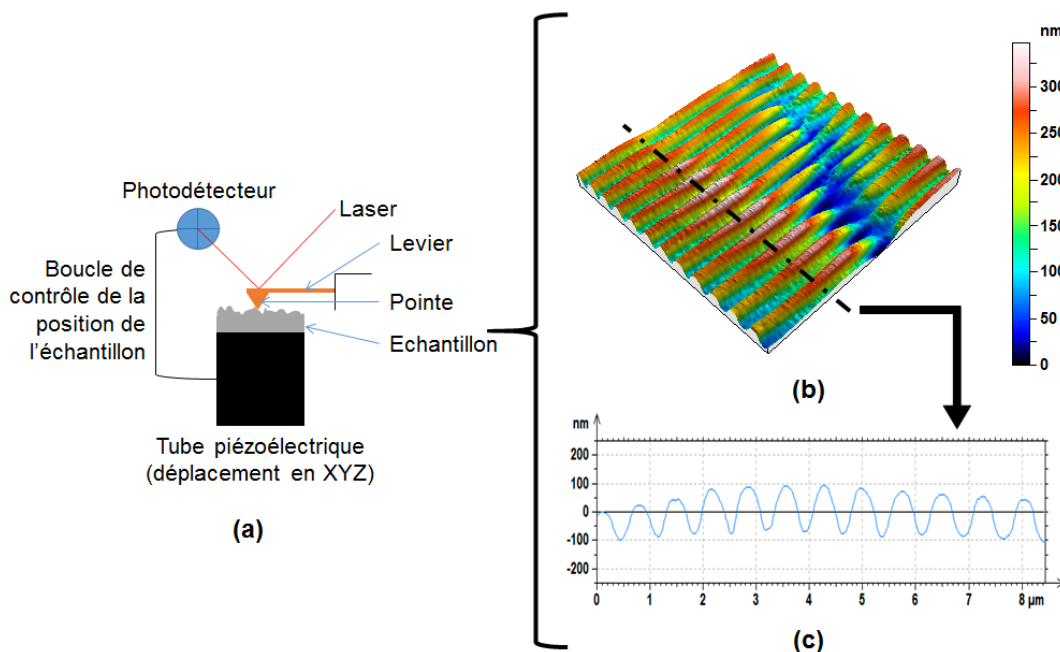 Photodétecteur
Laser
Levier
Boucle de
contrôle de la
position de
l'échantillon
Pointe
Echantillon
Tube piézoélectrique
(déplacement en XYZ)
(a)
nm
300
250
200
150
100
50
0
(b)
nm
200
100
0
-100
-200
0 1 2 3 4 5 6 7 8 µm
(c)